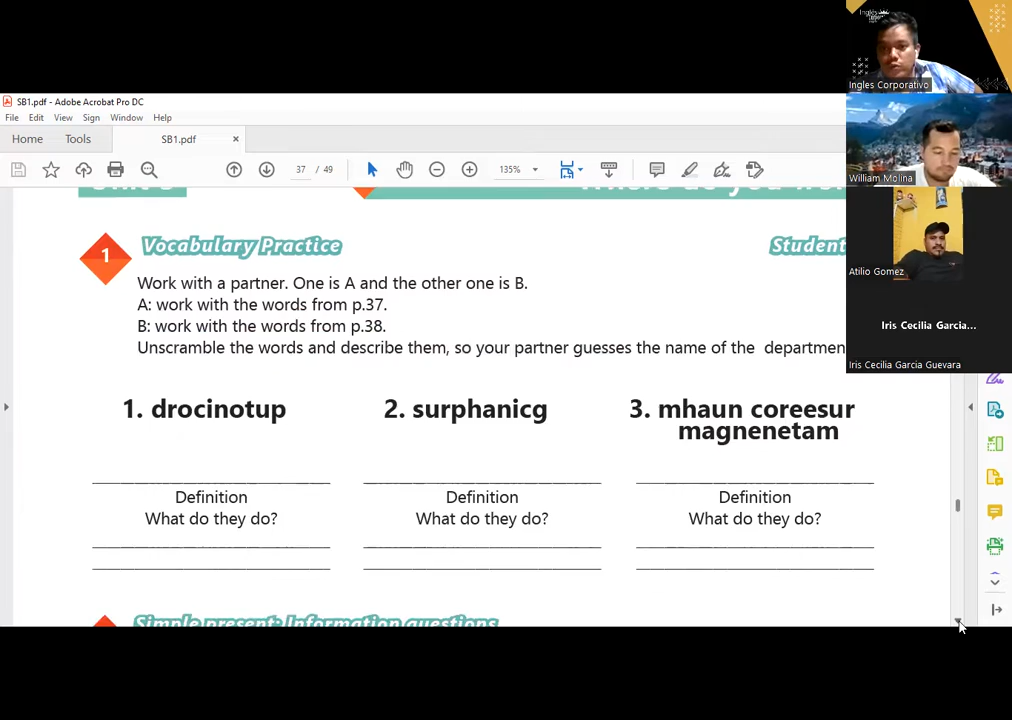 Ingles Corporativo
SB1.pdf - Adobe Acrobat Pro DC
File Edit View Sign Window Help
Home Tools SB1.pdf ×
37 / 49 135%
William Molina
1 Vocabulary Practice Student
Work with a partner. One is A and the other one is B.
A: work with the words from p.37.
B: work with the words from p.38.
Unscramble the words and describe them, so your partner guesses the name of the departmen
Atilio Gomez
Iris Cecilia Garcia...
Iris Cecilia Garcia Guevara
1. drocinotup 2. surphanicg 3. mhaun coreesur
magnenetam
Definition Definition Definition
What do they do? What do they do? What do they do?
Simple present: Information questions